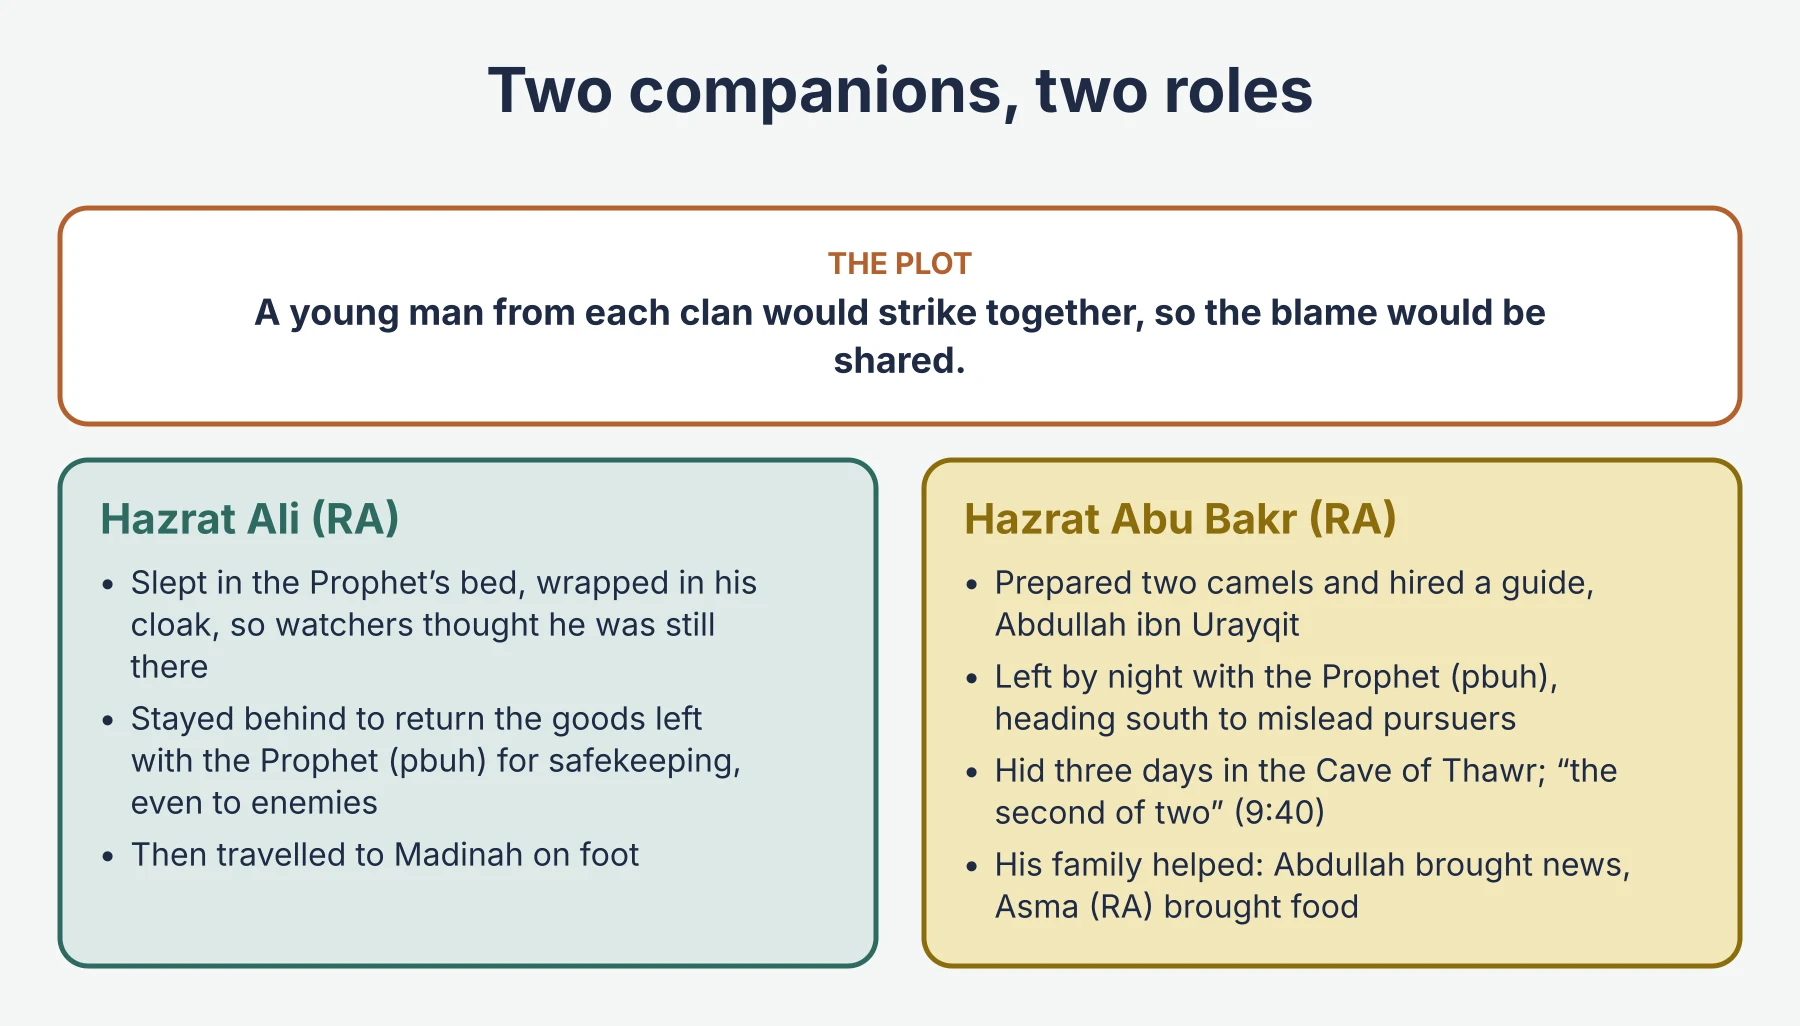 Two companions, two roles
THE PLOT
A young man from each clan would strike together, so the blame would be
shared.
Hazrat Ali (RA)
• Slept in the Prophet’s bed, wrapped in his
cloak, so watchers thought he was still
there
• Stayed behind to return the goods left
with the Prophet (pbuh) for safekeeping,
even to enemies
• Then travelled to Madinah on foot
Hazrat Abu Bakr (RA)
• Prepared two camels and hired a guide,
Abdullah ibn Urayqit
• Left by night with the Prophet (pbuh),
heading south to mislead pursuers
• Hid three days in the Cave of Thawr; “the
second of two” (9:40)
• His family helped: Abdullah brought news,
Asma (RA) brought food